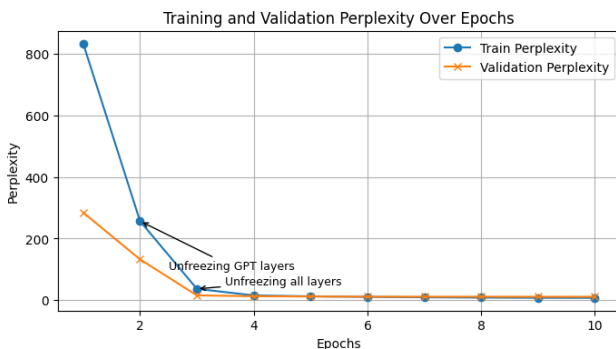 Training and Validation Perplexity Over Epochs
Train Perplexity
Validation Perplexity
800
600
400
200
0
Perplexity
Unfreezing GPT layers
Unfreezing all layers
2
4
6
8
10
Epochs